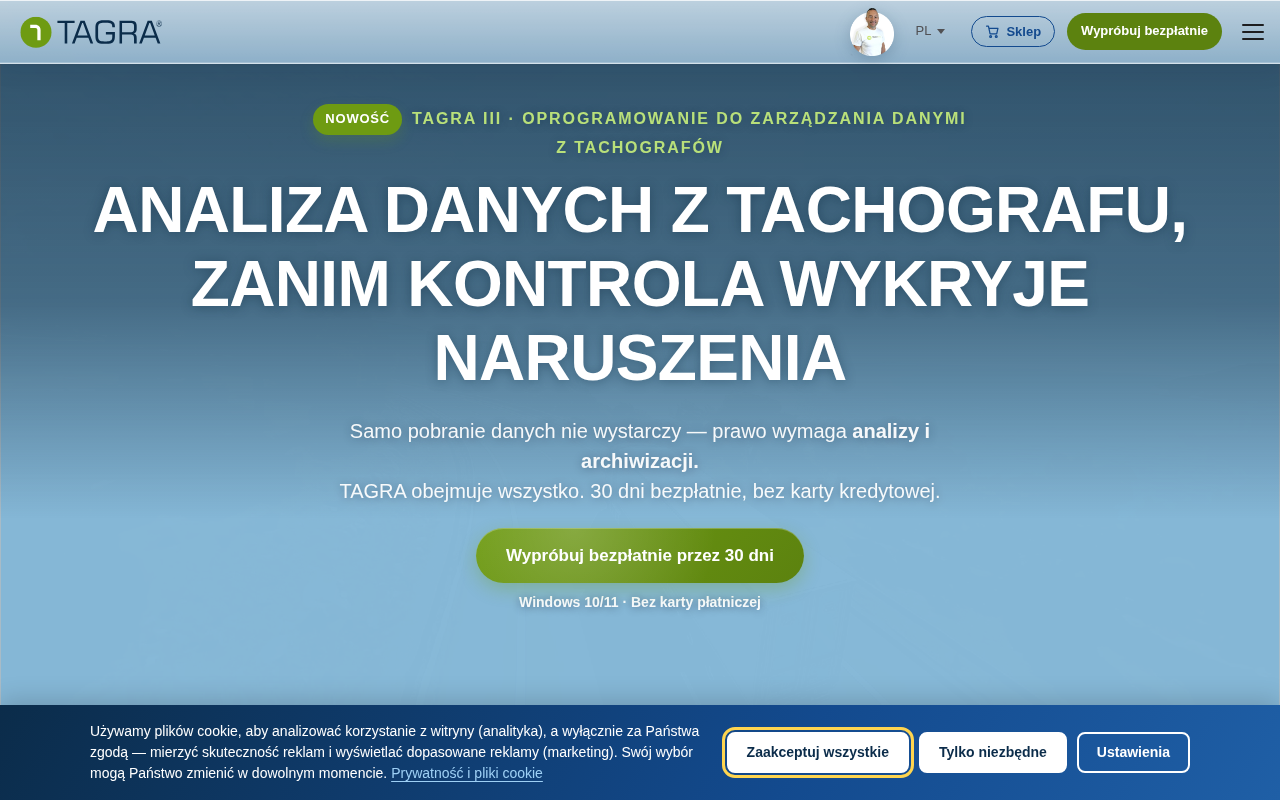 TAGRA®
PL
Sklep
Wypróbuj bezpłatnie
NOWOŚĆ TAGRA III · OPROGRAMOWANIE DO ZARZĄDZANIA DANYMI
Z TACHOGRAFÓW
ANALIZA DANYCH Z TACHOGRAFU,
ZANIM KONTROLA WYKRYJE
NARUSZENIA
Samo pobranie danych nie wystarczy — prawo wymaga analizy i
archiwizacji.
TAGRA obejmuje wszystko. 30 dni bezpłatnie, bez karty kredytowej.
Wypróbuj bezpłatnie przez 30 dni
Windows 10/11 · Bez karty płatniczej
Używamy plików cookie, aby analizować korzystanie z witryny (analityka), a wyłącznie za Państwa
zgodą — mierzyć skuteczność reklam i wyświetlać dopasowane reklamy (marketing). Swój wybór
mogą Państwo zmienić w dowolnym momencie. Prywatność i pliki cookie
Zaakceptuj wszystkie
Tylko niezbędne
Ustawienia